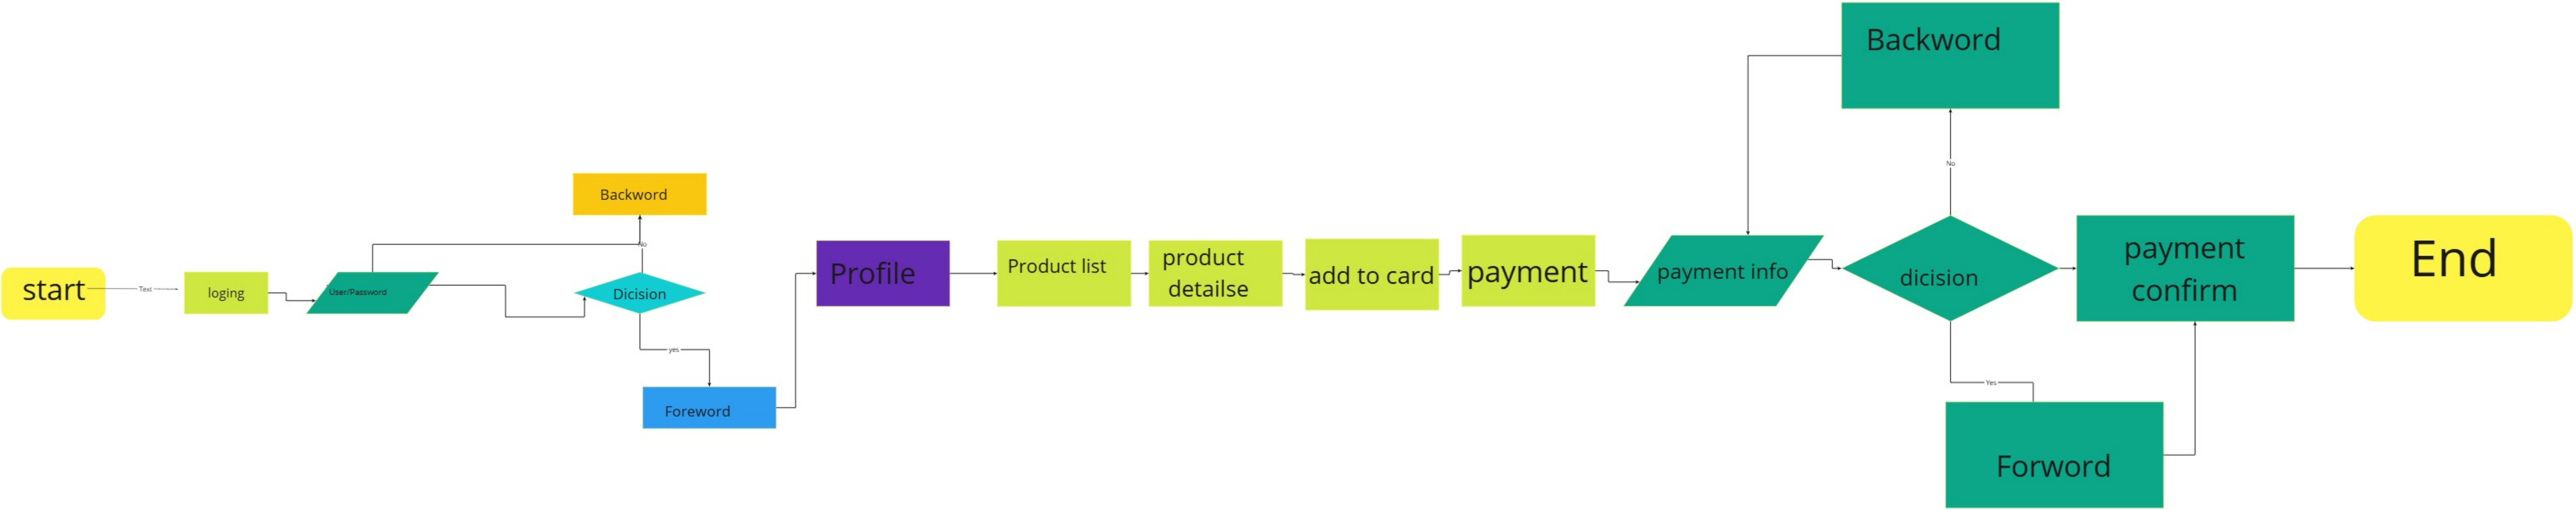 start
Text
loging
User/Password
Backword
No
Dicision
yes
Foreword
Profile
Product list
product
detailse
add to card
payment
payment info
Backword
No
dicision
Yes
Forword
payment
confirm
End